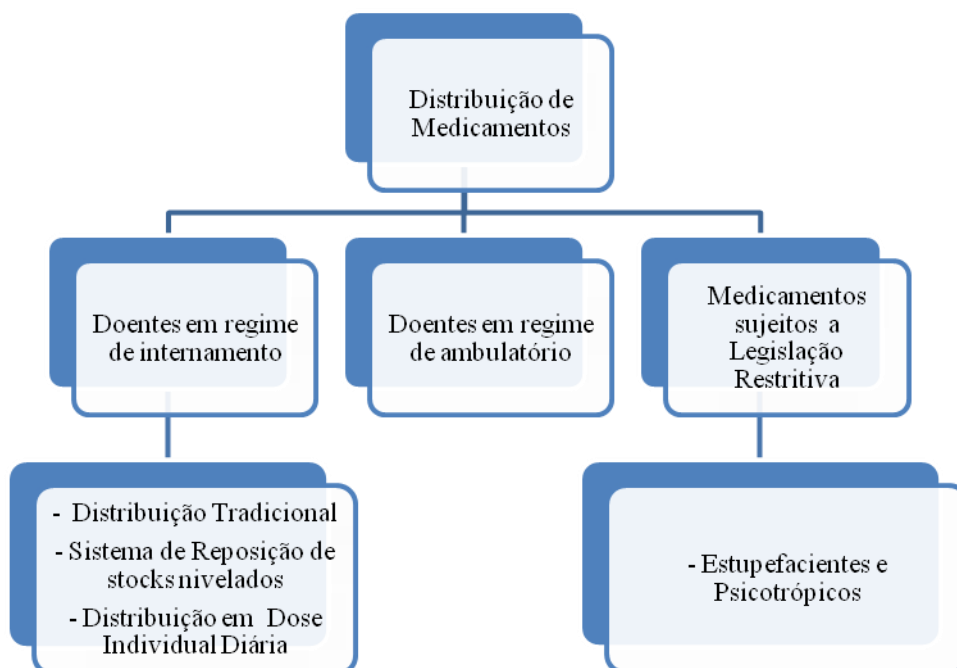 Distribuição de
Medicamentos
Doentes em regime
de internamento
Doentes em regime
de ambulatório
Medicamentos
sujeitos a
Legislação
Restritiva
- Distribuição Tradicional
- Sistema de Reposição de
stocks nivelados
- Distribuição em Dose
Individual Diária
- Estupefacientes e
Psicotrópicos